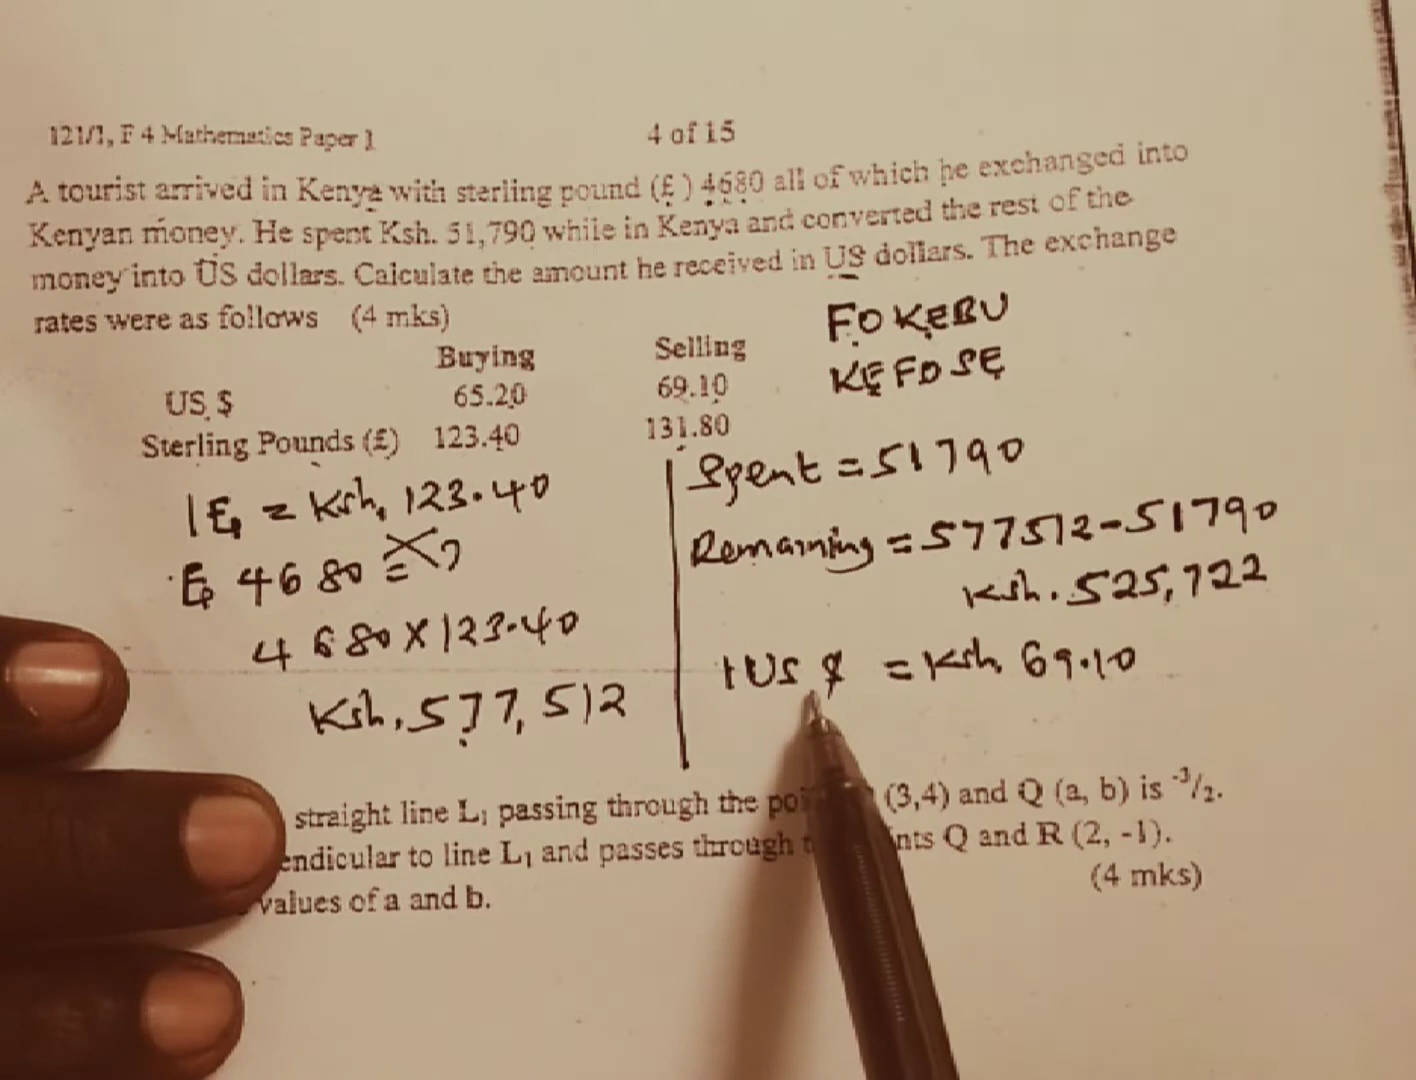 121/1, F 4 Mathematics Paper 1
4 of 15
A tourist arrived in Kenya with sterling pound (£ ) 4680 all of which he exchanged into
Kenyan money. He spent Ksh. 51,790 while in Kenya and converted the rest of the
money into US dollars. Calculate the amount he received in US dollars. The exchange
rates were as follows (4 mks)
Buying Selling
US $ 65.20 69.10
Sterling Pounds (£) 123.40 131.80
FOKEBU
KEFOSE
1£ = Ksh. 123.40
£ 4680 = ?
4680 X 123.40
Ksh. 577,512
Spent = 51790
Remaining = 577512-51790
Ksh. 525,722
1 US $ = Ksh 69.10
straight line L₁ passing through the (3,4) and Q (a, b) is -3/2.
endicular to line L₁ and passes through nts Q and R (2, -1).
values of a and b.
(4 mks)